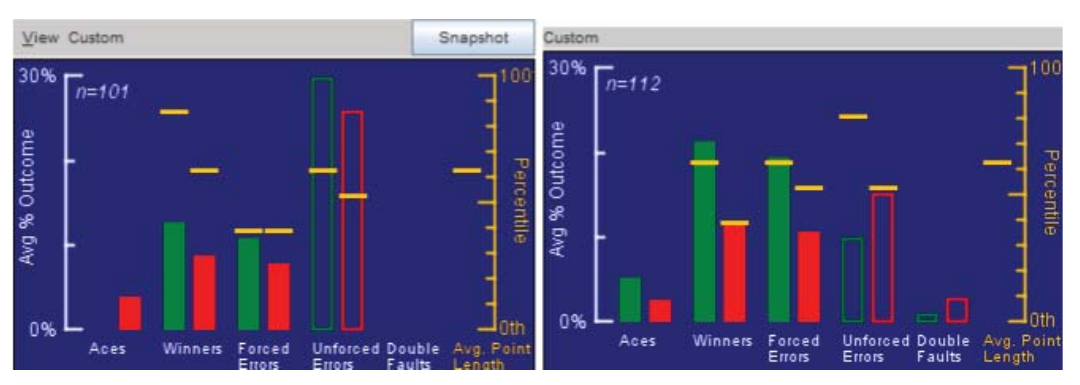 View Custom
Snapshot
30%
n=101
100
Avg % Outcome
Percentile
0%
0th
Aces
Winners
Forced
Errors
Unforced
Errors
Double
Faults
Avg. Point
Length
Custom
30%
n=112
100
Avg % Outcome
Percentile
0%
0th
Aces
Winners
Forced
Errors
Unforced
Errors
Double
Faults
Avg. Point
Length